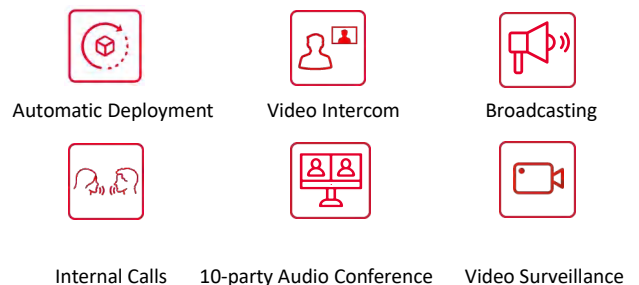 Automatic Deployment Video Intercom Broadcasting
Internal Calls 10-party Audio Conference Video Surveillance